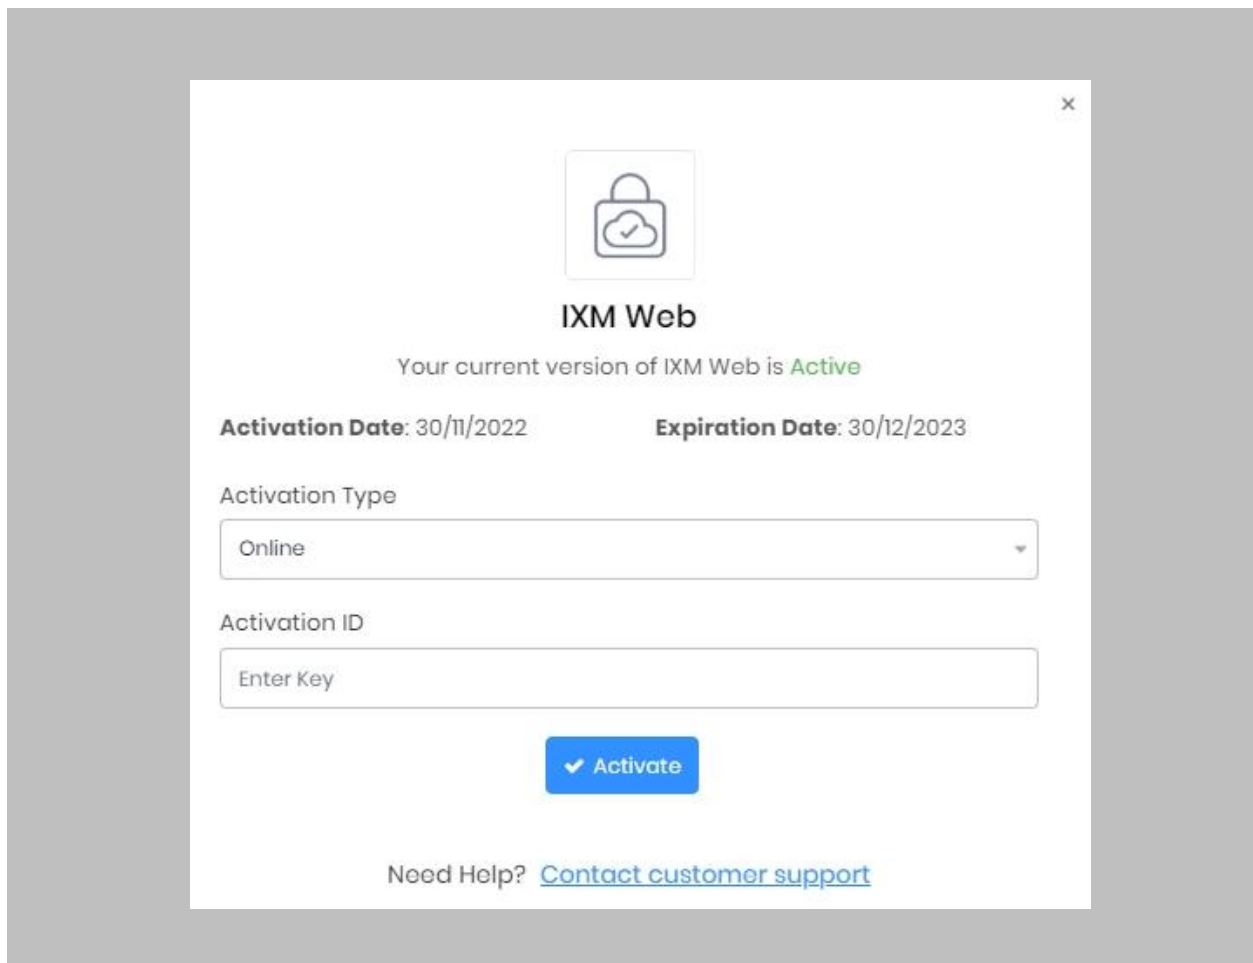 ×
IXM Web
Your current version of IXM Web is Active
Activation Date: 30/11/2022 Expiration Date: 30/12/2023
Activation Type
Online
Activation ID
Enter Key
Activate
Need Help? Contact customer support